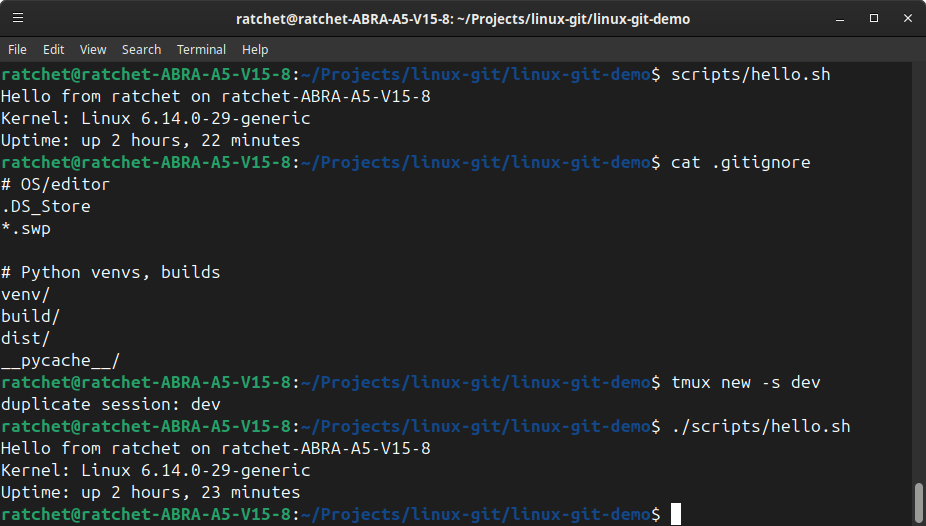 ratchet@ratchet-ABRA-A5-V15-8: ~/Projects/linux-git/linux-git-demo
File Edit View Search Terminal Help
ratchet@ratchet-ABRA-A5-V15-8:~/Projects/linux-git/linux-git-demo$ scripts/hello.sh
Hello from ratchet on ratchet-ABRA-A5-V15-8
Kernel: Linux 6.14.0-29-generic
Uptime: up 2 hours, 22 minutes
ratchet@ratchet-ABRA-A5-V15-8:~/Projects/linux-git/linux-git-demo$ cat .gitignore
# OS/editor
.DS_Store
*.swp

# Python venvs, builds
venv/
build/
dist/
__pycache__/
ratchet@ratchet-ABRA-A5-V15-8:~/Projects/linux-git/linux-git-demo$ tmux new -s dev
duplicate session: dev
ratchet@ratchet-ABRA-A5-V15-8:~/Projects/linux-git/linux-git-demo$ ./scripts/hello.sh
Hello from ratchet on ratchet-ABRA-A5-V15-8
Kernel: Linux 6.14.0-29-generic
Uptime: up 2 hours, 23 minutes
ratchet@ratchet-ABRA-A5-V15-8:~/Projects/linux-git/linux-git-demo$